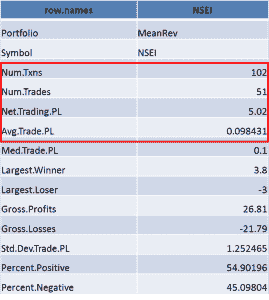 row.names NSEI
Portfolio MeanRev
Symbol NSEI
Num.Txns 102
Num.Trades 51
Net.Trading.PL 5.02
Avg.Trade.PL 0.098431
Med.Trade.PL 0.1
Largest.Winner 3.8
Largest.Loser -3
Gross.Profits 26.81
Gross.Losses -21.79
Std.Dev.Trade.PL 1.252465
Percent.Positive 54.90196
Percent.Negative 45.09804